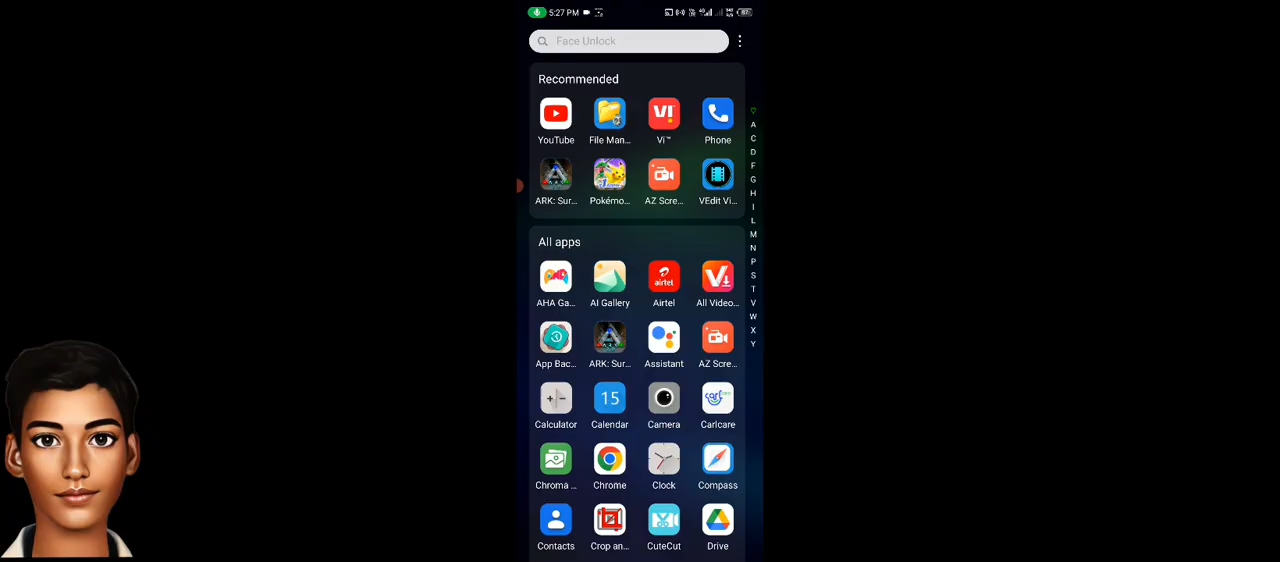 5:27 PM
Face Unlock
Recommended
YouTube File Man... Vi™ Phone
ARK: Sur... Pokémo... AZ Scre... VEdit Vi...
All apps
AHA Ga... AI Gallery Airtel All Video...
App Bac... ARK: Sur... Assistant AZ Scre...
Calculator Calendar Camera Carlcare
Chroma ... Chrome Clock Compass
Contacts Crop an... CuteCut Drive
A
C
D
F
G
H
I
L
M
N
P
S
T
V
W
X
Y